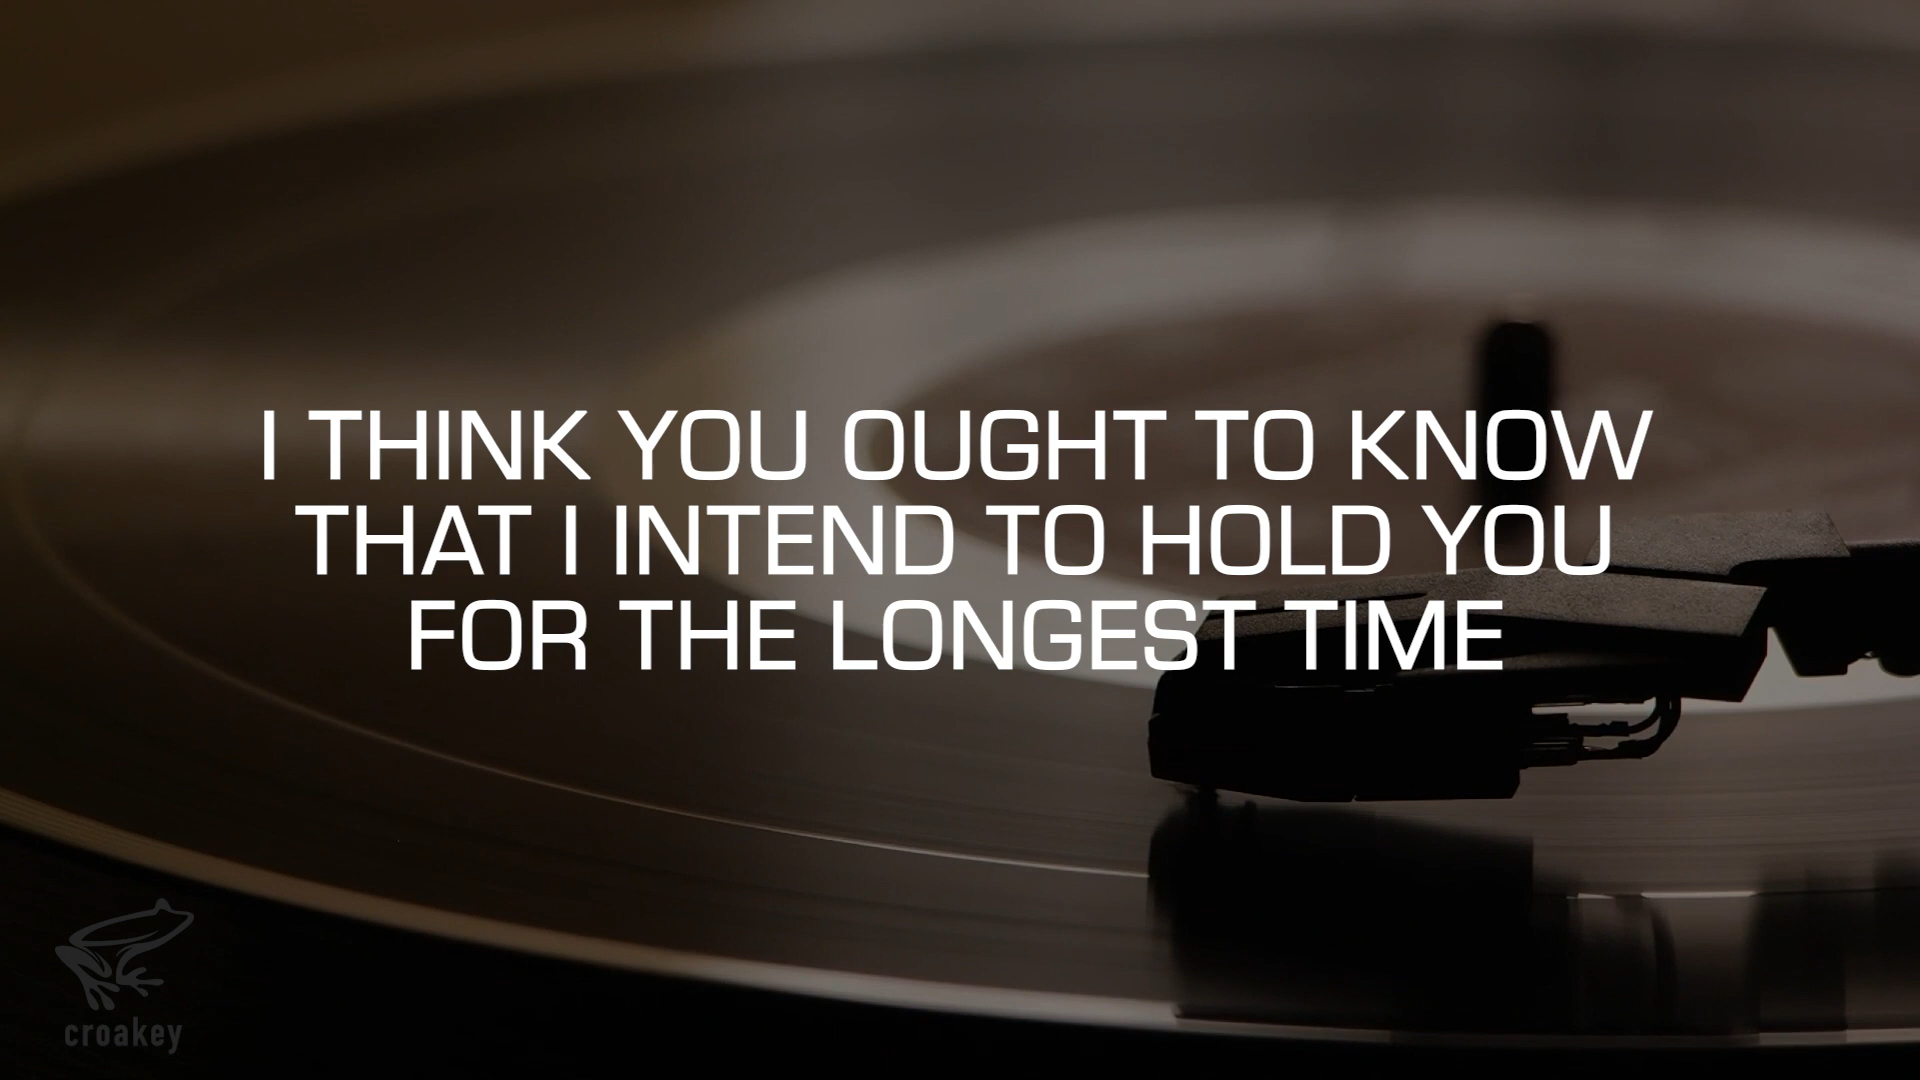 I THINK YOU OUGHT TO KNOW
THAT I INTEND TO HOLD YOU
FOR THE LONGEST TIME
croakey